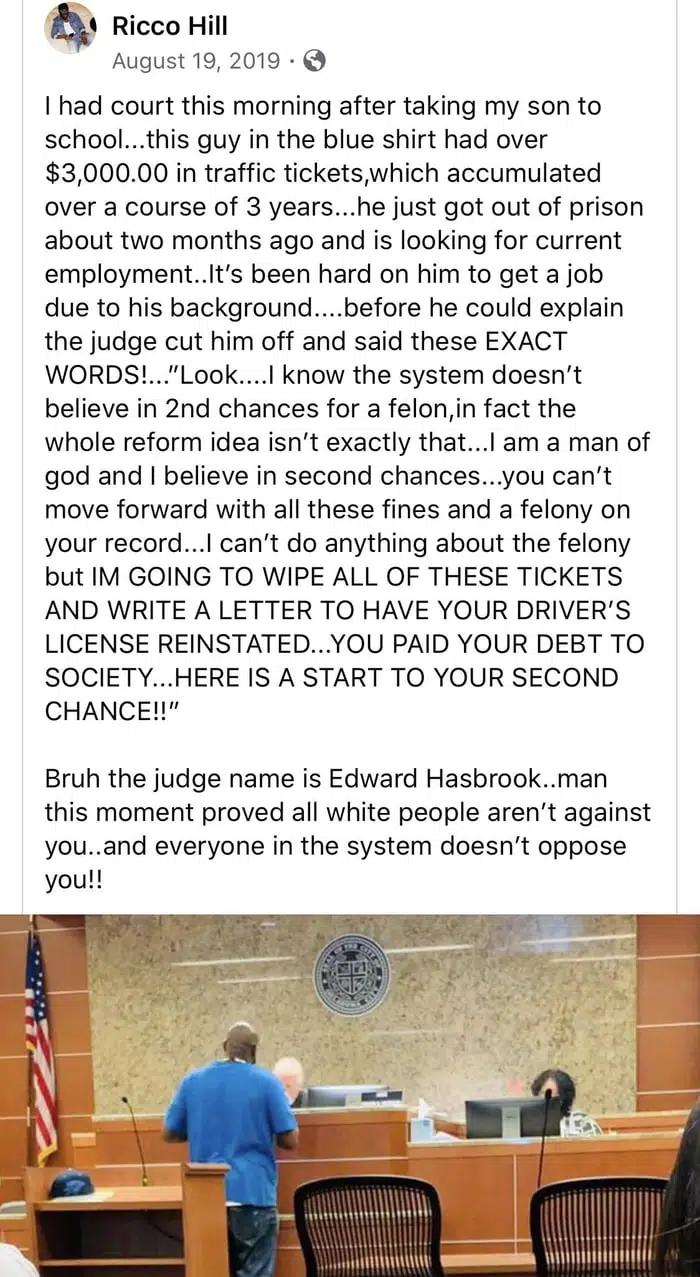 Ricco Hill
August 19, 2019 ·
I had court this morning after taking my son to
school...this guy in the blue shirt had over
$3,000.00 in traffic tickets,which accumulated
over a course of 3 years...he just got out of prison
about two months ago and is looking for current
employment..It's been hard on him to get a job
due to his background....before he could explain
the judge cut him off and said these EXACT
WORDS!..."Look....I know the system doesn't
believe in 2nd chances for a felon,in fact the
whole reform idea isn't exactly that...I am a man of
god and I believe in second chances...you can't
move forward with all these fines and a felony on
your record...I can't do anything about the felony
but IM GOING TO WIPE ALL OF THESE TICKETS
AND WRITE A LETTER TO HAVE YOUR DRIVER'S
LICENSE REINSTATED...YOU PAID YOUR DEBT TO
SOCIETY...HERE IS A START TO YOUR SECOND
CHANCE!!"
Bruh the judge name is Edward Hasbrook..man
this moment proved all white people aren't against
you..and everyone in the system doesn't oppose
you!!